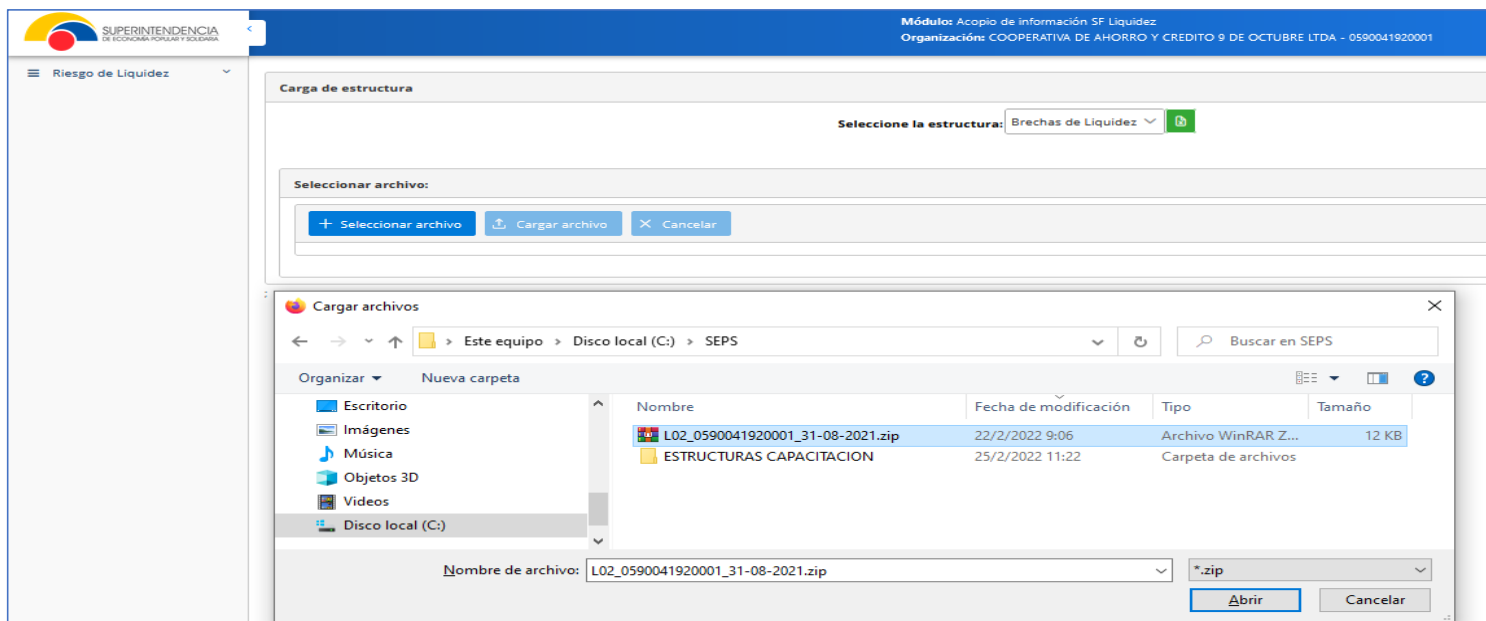 SUPERINTENDENCIA
DE ECONOMÍA POPULAR Y SOLIDARIA
Módulo: Acopio de información SF Liquidez
Organización: COOPERATIVA DE AHORRO Y CREDITO 9 DE OCTUBRE LTDA - 0590041920001
Riesgo de Liquidez
Carga de estructura
Seleccione la estructura: Brechas de Liquidez
Seleccionar archivo:
+ Seleccionar archivo Cargar archivo × Cancelar
Cargar archivos
Este equipo > Disco local (C:) > SEPS
Buscar en SEPS
Organizar Nueva carpeta
Nombre Fecha de modificación Tipo Tamaño
Escritorio
Imágenes
Música
Objetos 3D
Videos
Disco local (C:)
L02_0590041920001_31-08-2021.zip 22/2/2022 9:06 Archivo WinRAR Z... 12 KB
ESTRUCTURAS CAPACITACION 25/2/2022 11:22 Carpeta de archivos
Nombre de archivo: L02_0590041920001_31-08-2021.zip *.zip
Abrir Cancelar